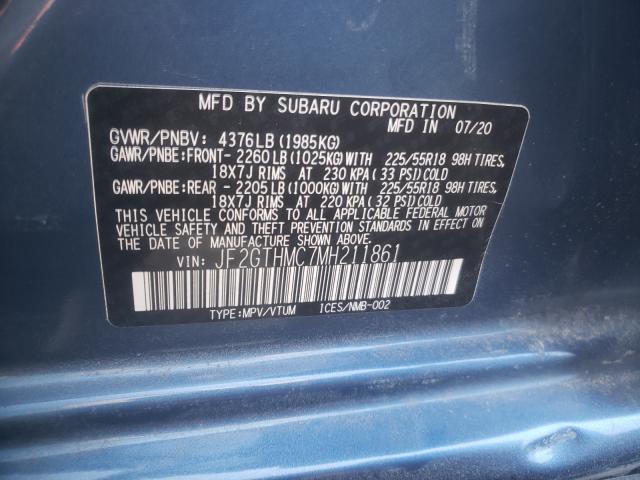 MFD BY SUBARU CORPORATION
MFD IN 07/20
GVWR/PNBV: 4376LB(1985KG)
GAWR/PNBE:FRONT- 2260LB(1025KG)WITH 225/55R18 98H TIRES,
18X7J RIMS AT 230 KPA(33 PSI)COLD
GAWR/PNBE:REAR - 2205LB(1000KG)WITH 225/55R18 98H TIRES,
18X7J RIMS AT 220 KPA(32 PSI)COLD
THIS VEHICLE CONFORMS TO ALL APPLICABLE FEDERAL MOTOR
VEHICLE SAFETY AND THEFT PREVENTION STANDARDS IN EFFECT ON
THE DATE OF MANUFACTURE SHOWN ABOVE.
VIN: JF2GTHMC7MH211861
TYPE:MPV/VTUM ICES/NMB-002